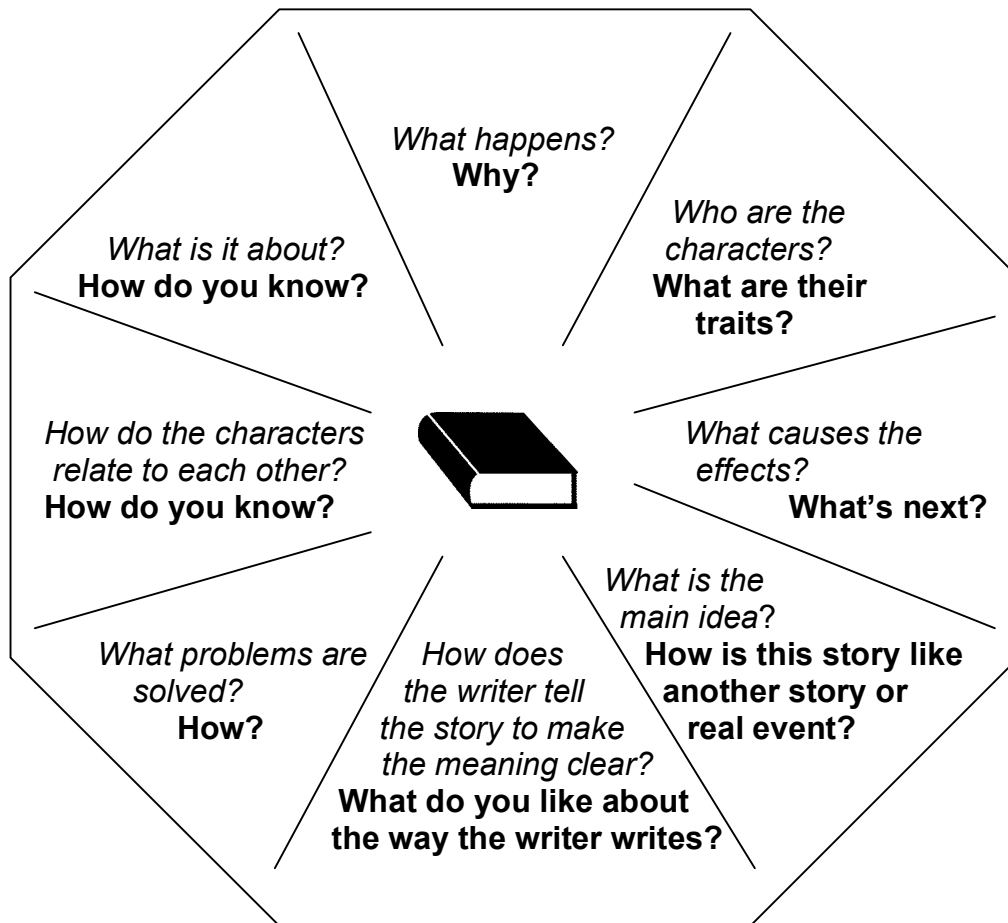 What happens?
Why?
Who are the
characters?
What are their
traits?
What causes the
effects?
What's next?
What is the
main idea?
How is this story like
another story or
real event?
How does
the writer tell
the story to make
the meaning clear?
What do you like about
the way the writer writes?
What problems are
solved?
How?
How do the characters
relate to each other?
How do you know?
What is it about?
How do you know?